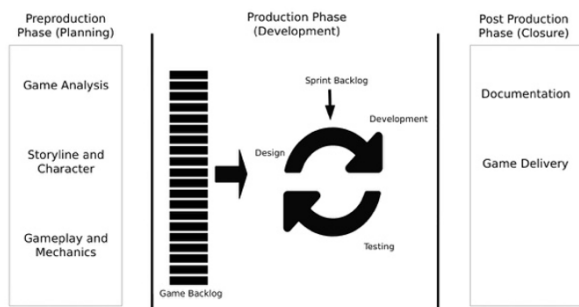 Preproduction
Phase (Planning)
Game Analysis
Storyline and
Character
Gameplay and
Mechanics
Production Phase
(Development)
Sprint Backlog
Development
Design
Testing
Game Backlog
Post Production
Phase (Closure)
Documentation
Game Delivery